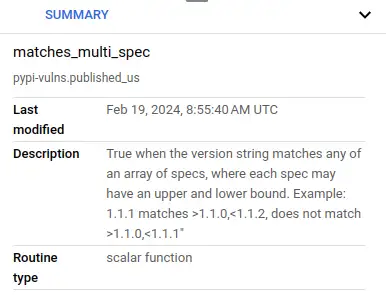 SUMMARY
matches_multi_spec
pypi-vulns.published_us
Last modified
Feb 19, 2024, 8:55:40 AM UTC
Description
True when the version string matches any of
an array of specs, where each spec may
have an upper and lower bound. Example:
1.1.1 matches >1.1.0,<1.1.2, does not match
>1.1.0,<1.1.1"
Routine type
scalar function